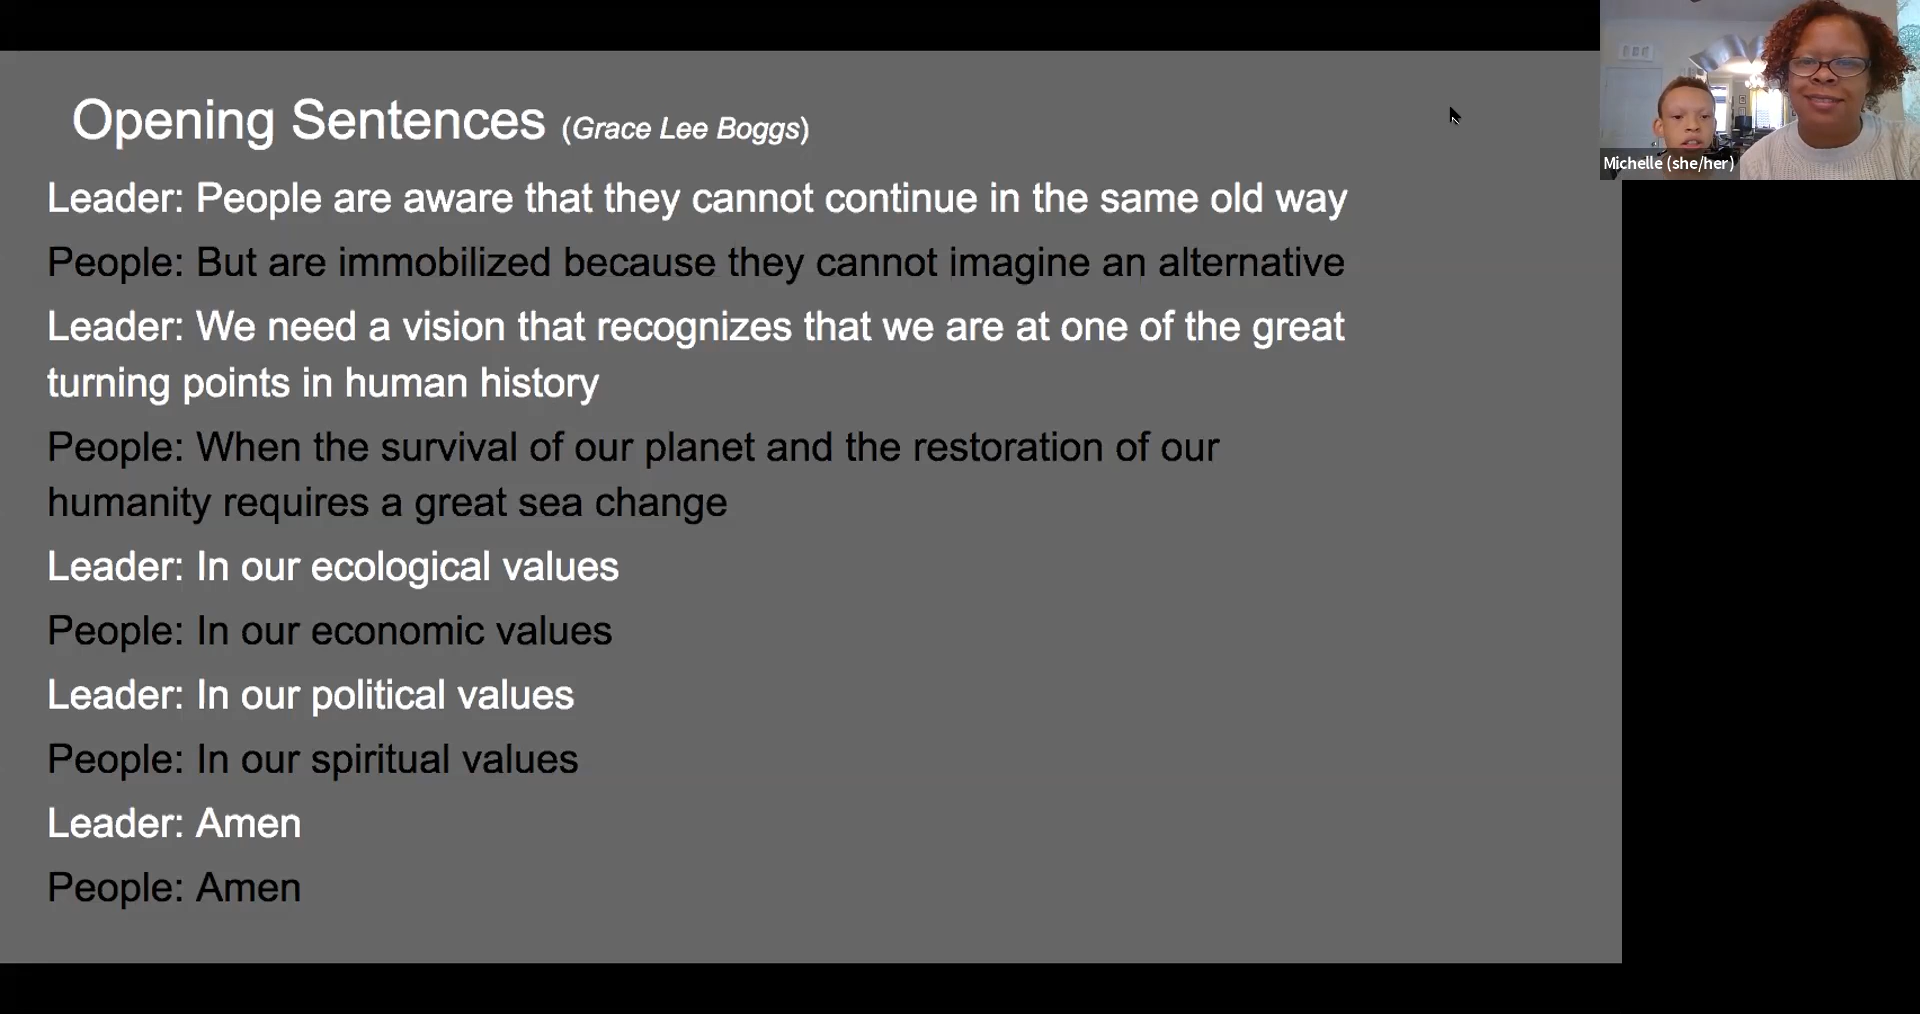 Opening Sentences (Grace Lee Boggs)
Leader: People are aware that they cannot continue in the same old way
People: But are immobilized because they cannot imagine an alternative
Leader: We need a vision that recognizes that we are at one of the great
turning points in human history
People: When the survival of our planet and the restoration of our
humanity requires a great sea change
Leader: In our ecological values
People: In our economic values
Leader: In our political values
People: In our spiritual values
Leader: Amen
People: Amen
Michelle (she/her)